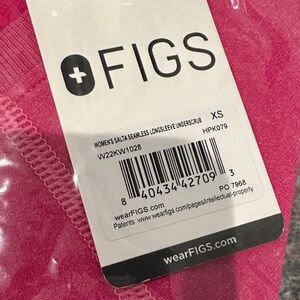 FIGS
WOMEN'S SALTA SEAMLESS LONGSLEEVE UNDERSCRUB
XS
W22KW1028
HPK079
8 40434 42709 3
wearFIGS.com
PO 7968
Patents: www.wearfigs.com/pages/intellectual-property
wearFIGS.com